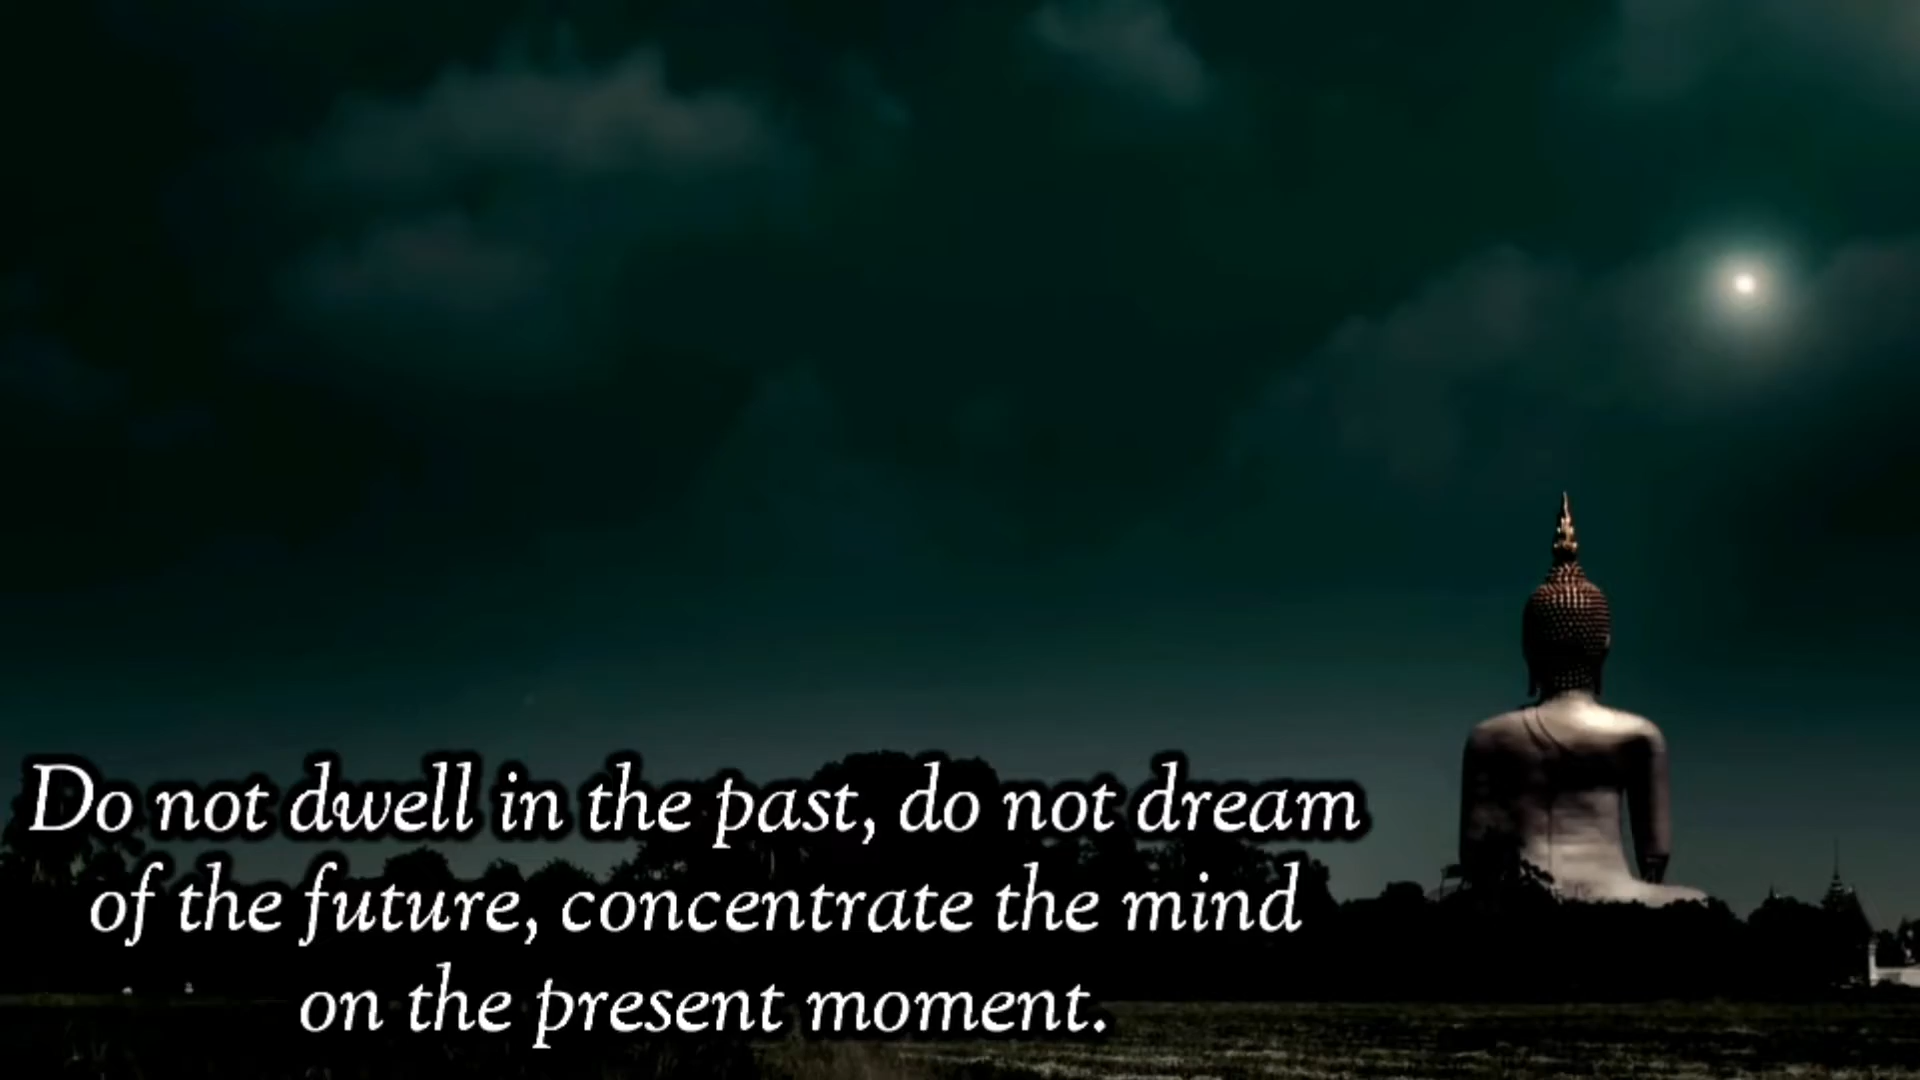 Do not dwell in the past, do not dream
of the future, concentrate the mind
on the present moment.